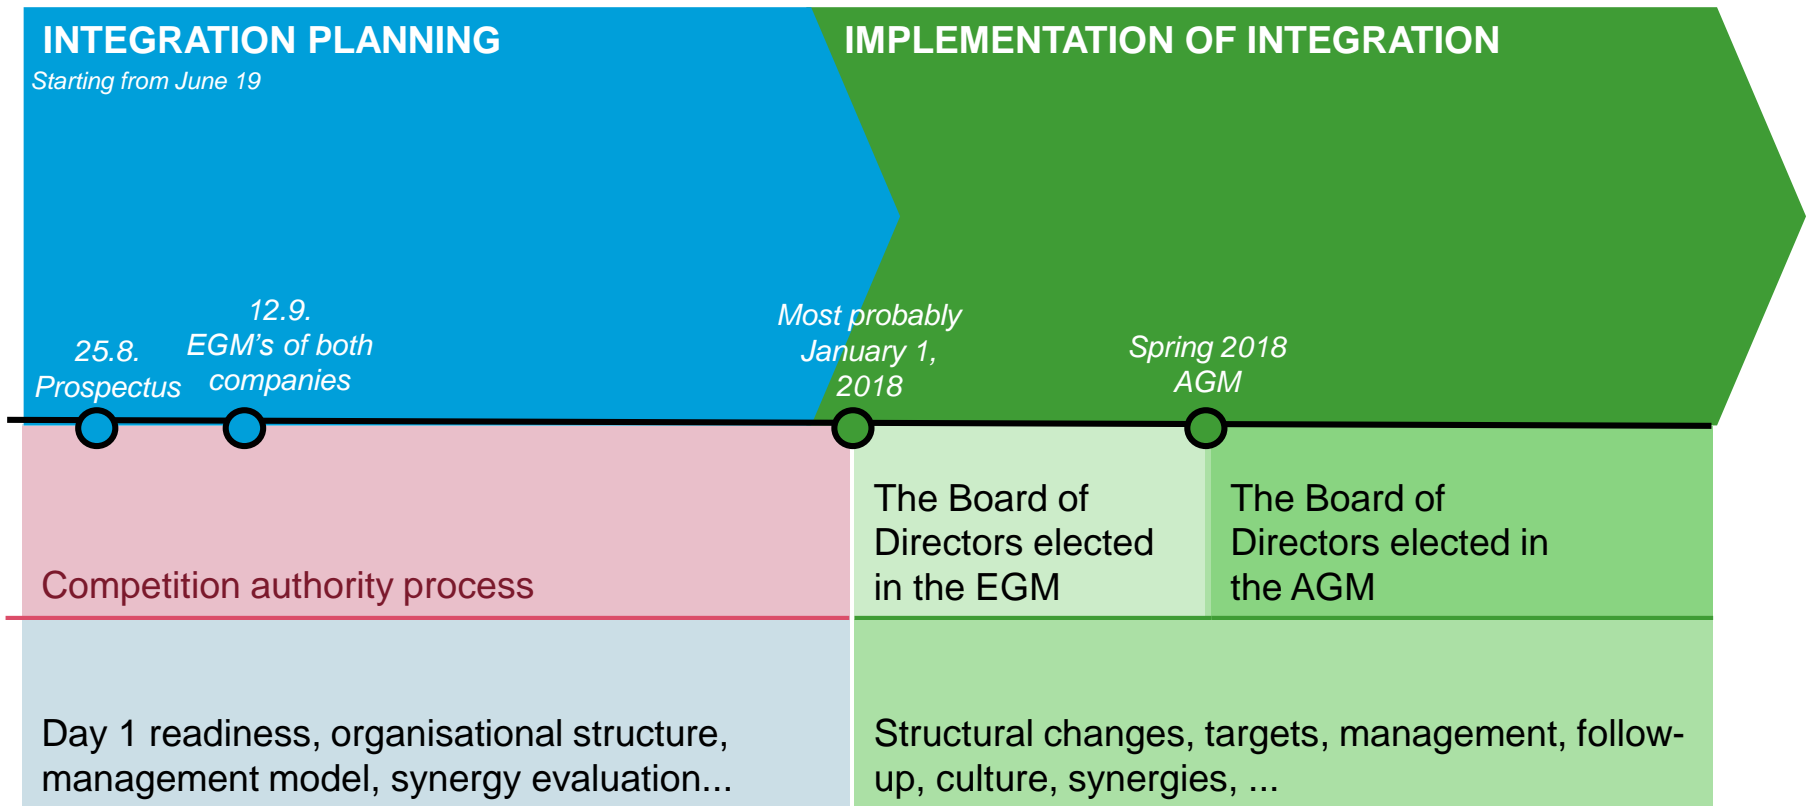 INTEGRATION PLANNING
Starting from June 19
IMPLEMENTATION OF INTEGRATION
25.8.
Prospectus
12.9.
EGM’s of both
companies
Most probably
January 1,
2018
Spring 2018
AGM
Competition authority process
The Board of
Directors elected
in the EGM
The Board of
Directors elected in
the AGM
Day 1 readiness, organisational structure,
management model, synergy evaluation...
Structural changes, targets, management, follow-
up, culture, synergies, ...